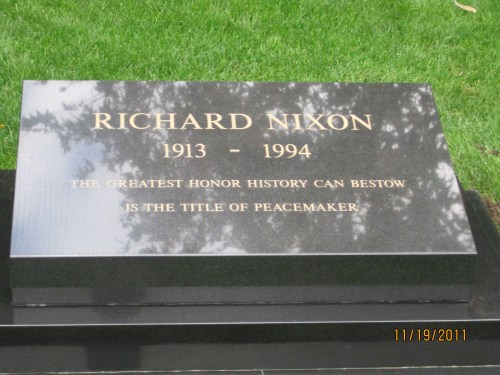 RICHARD NIXON
1913 - 1994
THE GREATEST HONOR HISTORY CAN BESTOW
IS THE TITLE OF PEACEMAKER
11/19/2011